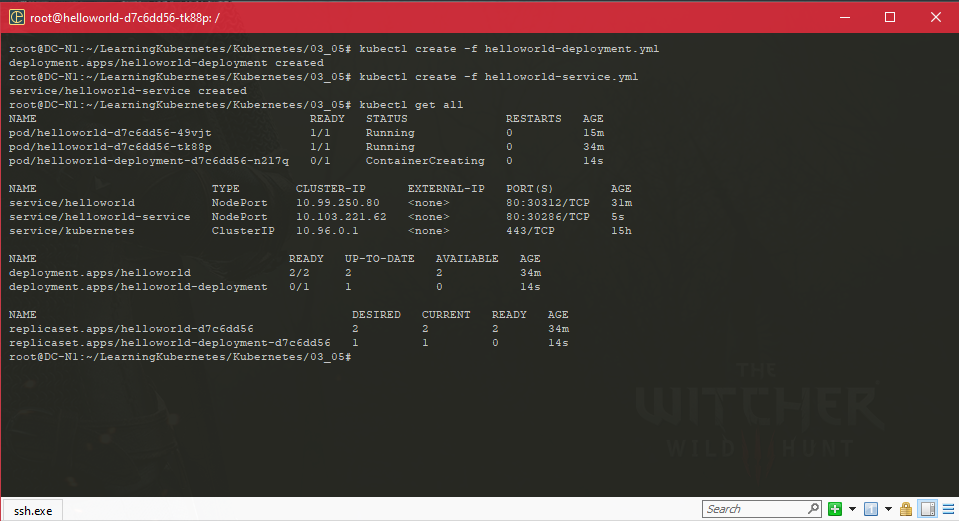 root@helloworld-d7c6dd56-tk88p: /
root@DC-N1:~/LearningKubernetes/Kubernetes/03_05# kubectl create -f helloworld-deployment.yml
deployment.apps/helloworld-deployment created
root@DC-N1:~/LearningKubernetes/Kubernetes/03_05# kubectl create -f helloworld-service.yml
service/helloworld-service created
root@DC-N1:~/LearningKubernetes/Kubernetes/03_05# kubectl get all
NAME READY STATUS RESTARTS AGE
pod/helloworld-d7c6dd56-49vjt 1/1 Running 0 15m
pod/helloworld-d7c6dd56-tk88p 1/1 Running 0 34m
pod/helloworld-deployment-d7c6dd56-n2l7q 0/1 ContainerCreating 0 14s
NAME TYPE CLUSTER-IP EXTERNAL-IP PORT(S) AGE
service/helloworld NodePort 10.99.250.80 <none> 80:30312/TCP 31m
service/helloworld-service NodePort 10.103.221.62 <none> 80:30286/TCP 5s
service/kubernetes ClusterIP 10.96.0.1 <none> 443/TCP 15h
NAME READY UP-TO-DATE AVAILABLE AGE
deployment.apps/helloworld 2/2 2 2 34m
deployment.apps/helloworld-deployment 0/1 1 0 14s
NAME DESIRED CURRENT READY AGE
replicaset.apps/helloworld-d7c6dd56 2 2 2 34m
replicaset.apps/helloworld-deployment-d7c6dd56 1 1 0 14s
root@DC-N1:~/LearningKubernetes/Kubernetes/03_05#
THE
WITCHER
WILD HUNT
ssh.exe
Search